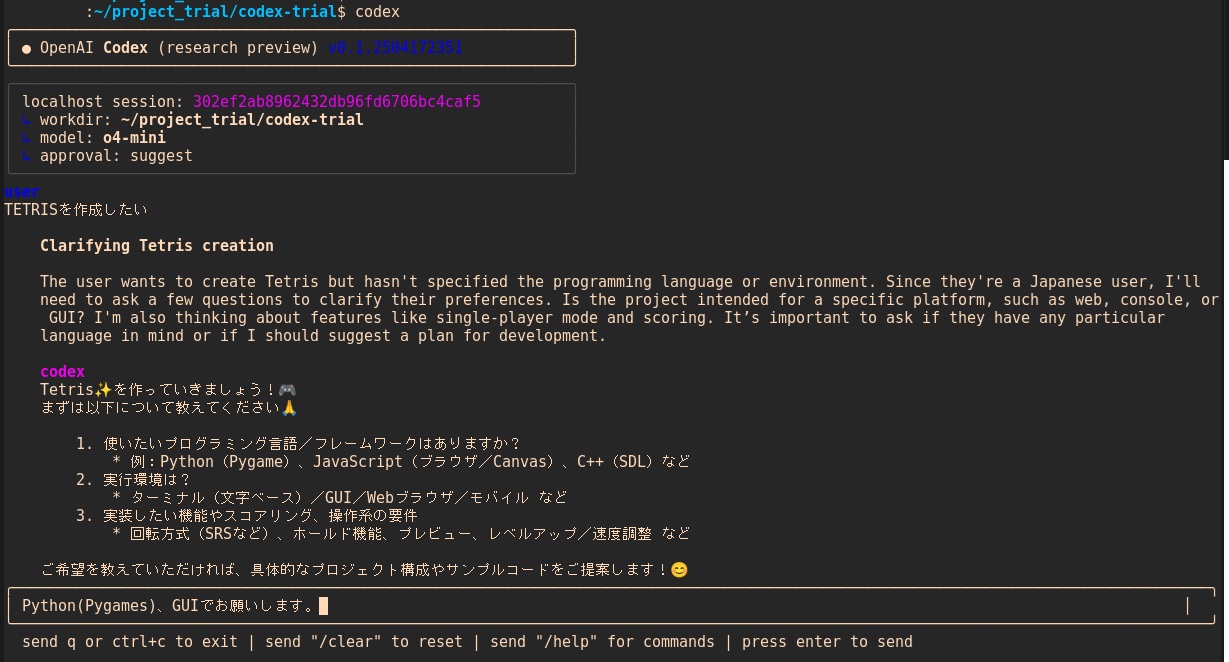 :~/project_trial/codex-trial$ codex
● OpenAI Codex (research preview) v0.1.2504172351
localhost session: 302ef2ab8962432db96fd6706bc4caf5
↳ workdir: ~/project_trial/codex-trial
↳ model: o4-mini
↳ approval: suggest
user
TETRISを作成したい
Clarifying Tetris creation
The user wants to create Tetris but hasn't specified the programming language or environment. Since they're a Japanese user, I'll
need to ask a few questions to clarify their preferences. Is the project intended for a specific platform, such as web, console, or
GUI? I'm also thinking about features like single-player mode and scoring. It’s important to ask if they have any particular
language in mind or if I should suggest a plan for development.
codex
Tetris✨を作っていきましょう！🎮
まずは以下について教えてください🙏
1. 使いたいプログラミング言語／フレームワークはありますか？
* 例：Python（Pygame）、JavaScript（ブラウザ／Canvas）、C++（SDL）など
2. 実行環境は？
* ターミナル（文字ベース）／GUI／Webブラウザ／モバイル など
3. 実装したい機能やスコアリング、操作系の要件
* 回転方式（SRSなど）、ホールド機能、プレビュー、レベルアップ／速度調整 など
ご希望を教えていただければ、具体的なプロジェクト構成やサンプルコードをご提案します！😊
Python(Pygames)、GUIでお願いします。
send q or ctrl+c to exit | send "/clear" to reset | send "/help" for commands | press enter to send